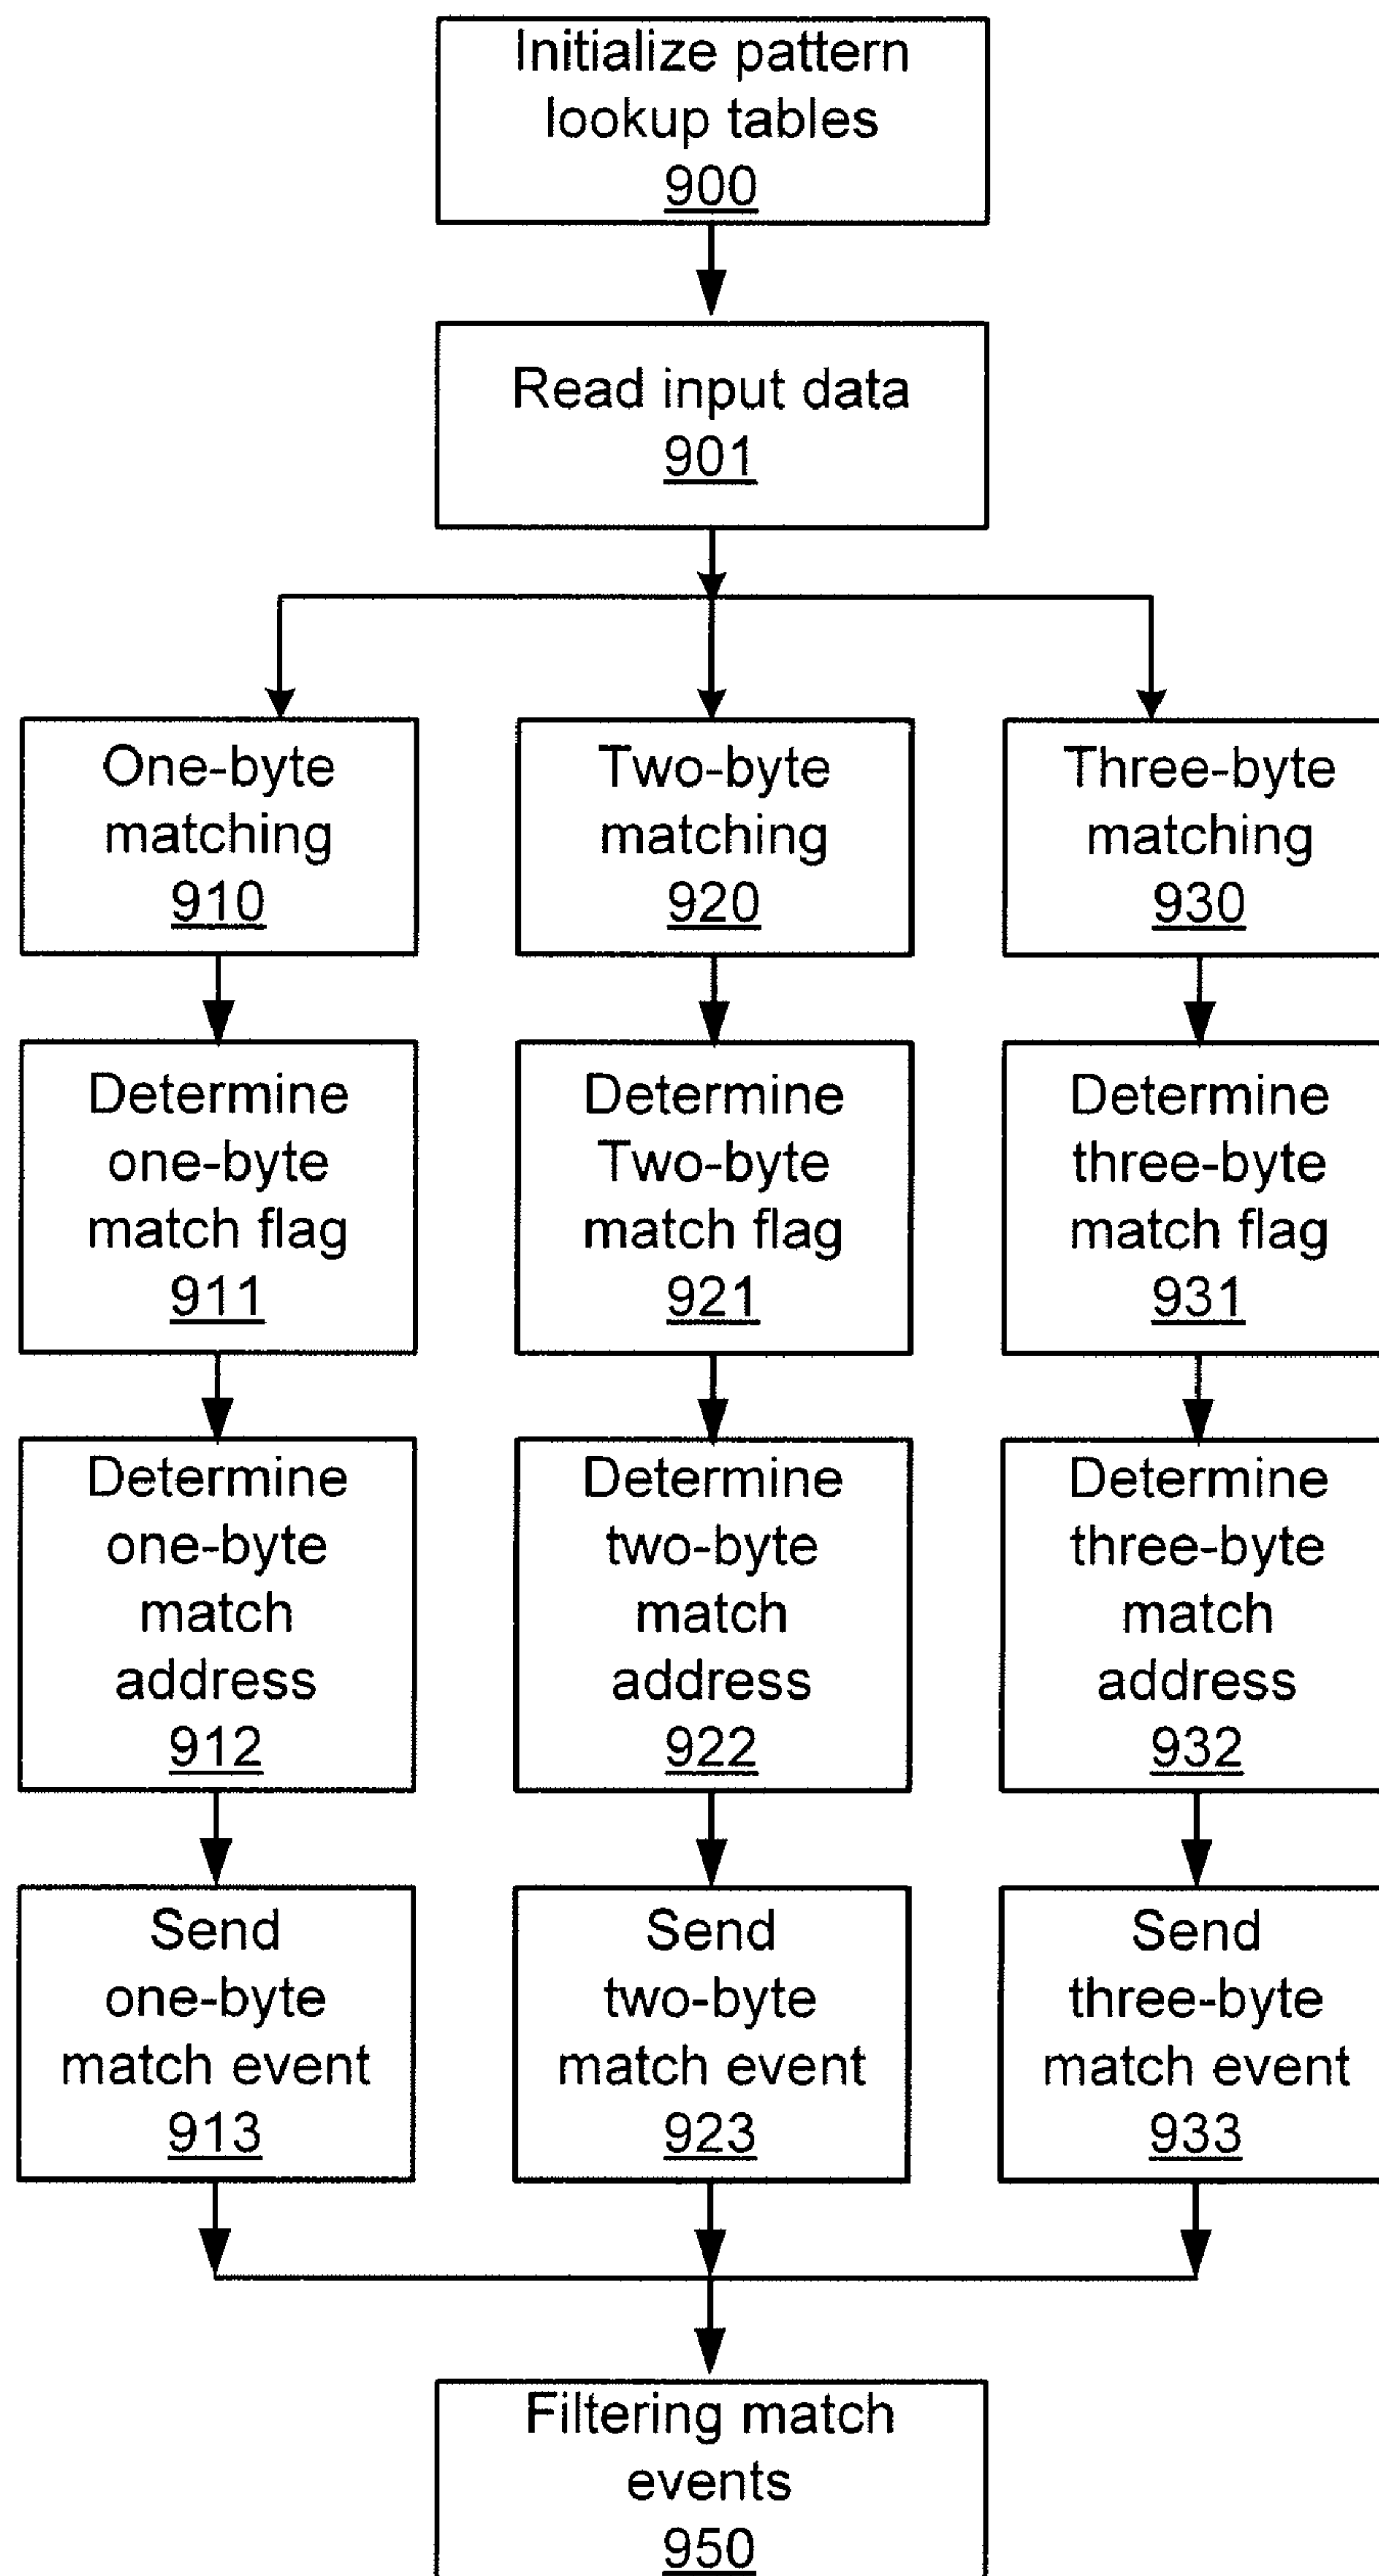 Initialize pattern
lookup tables
900
Read input data
901
One-byte
matching
910
Two-byte
matching
920
Three-byte
matching
930
Determine
one-byte
match flag
911
Determine
Two-byte
match flag
921
Determine
three-byte
match flag
931
Determine
one-byte
match
address
912
Determine
two-byte
match
address
922
Determine
three-byte
match
address
932
Send
one-byte
match event
913
Send
two-byte
match event
923
Send
three-byte
match event
933
Filtering match
events
950